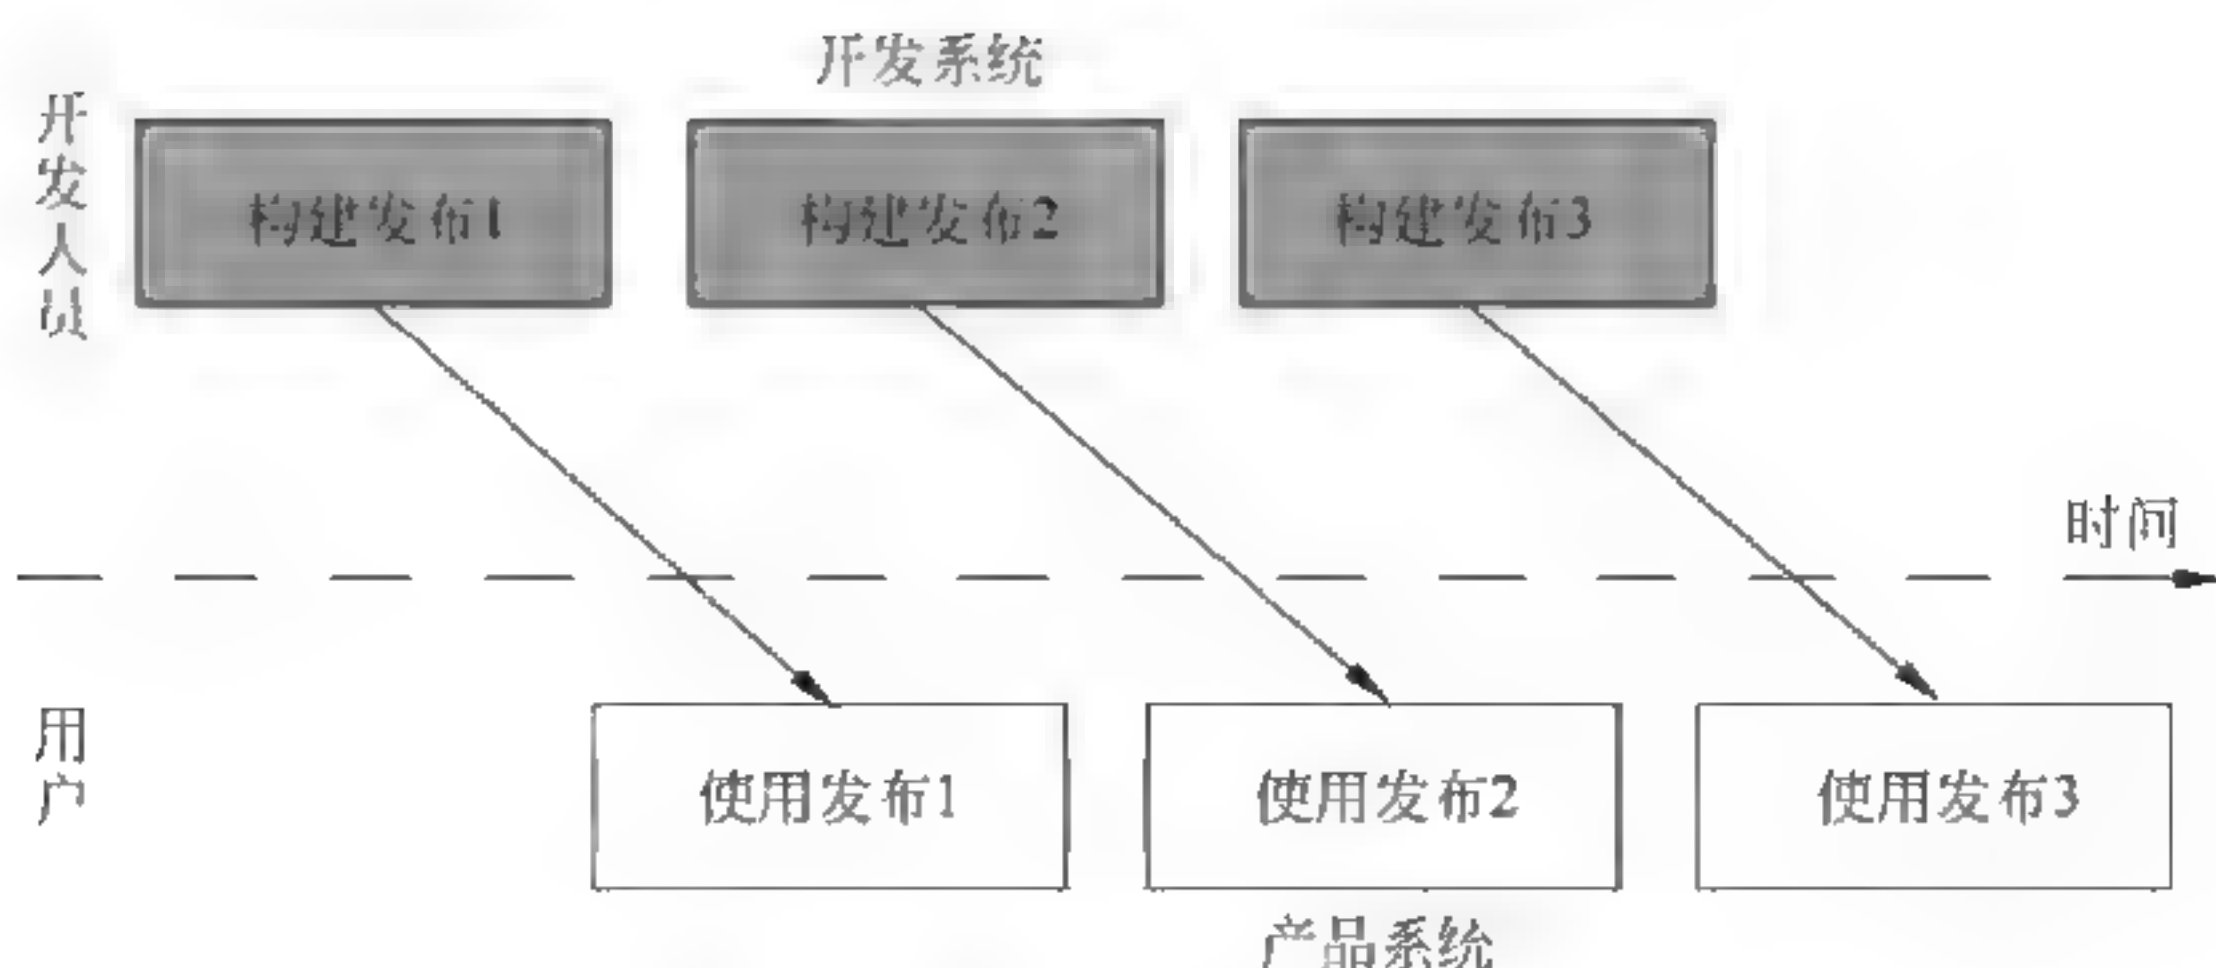 开发系统
开发人员
构建发布1
构建发布2
构建发布3
时间
用户
使用发布1
使用发布2
使用发布3
产品系统